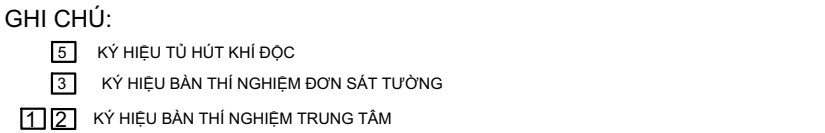 GHI CHÚ:
5 KÝ HIỆU TỦ HÚT KHÍ ĐỘC
3 KÝ HIỆU BÀN THÍ NGHIỆM ĐƠN SÁT TƯỜNG
1 2 KÝ HIỆU BÀN THÍ NGHIỆM TRUNG TÂM